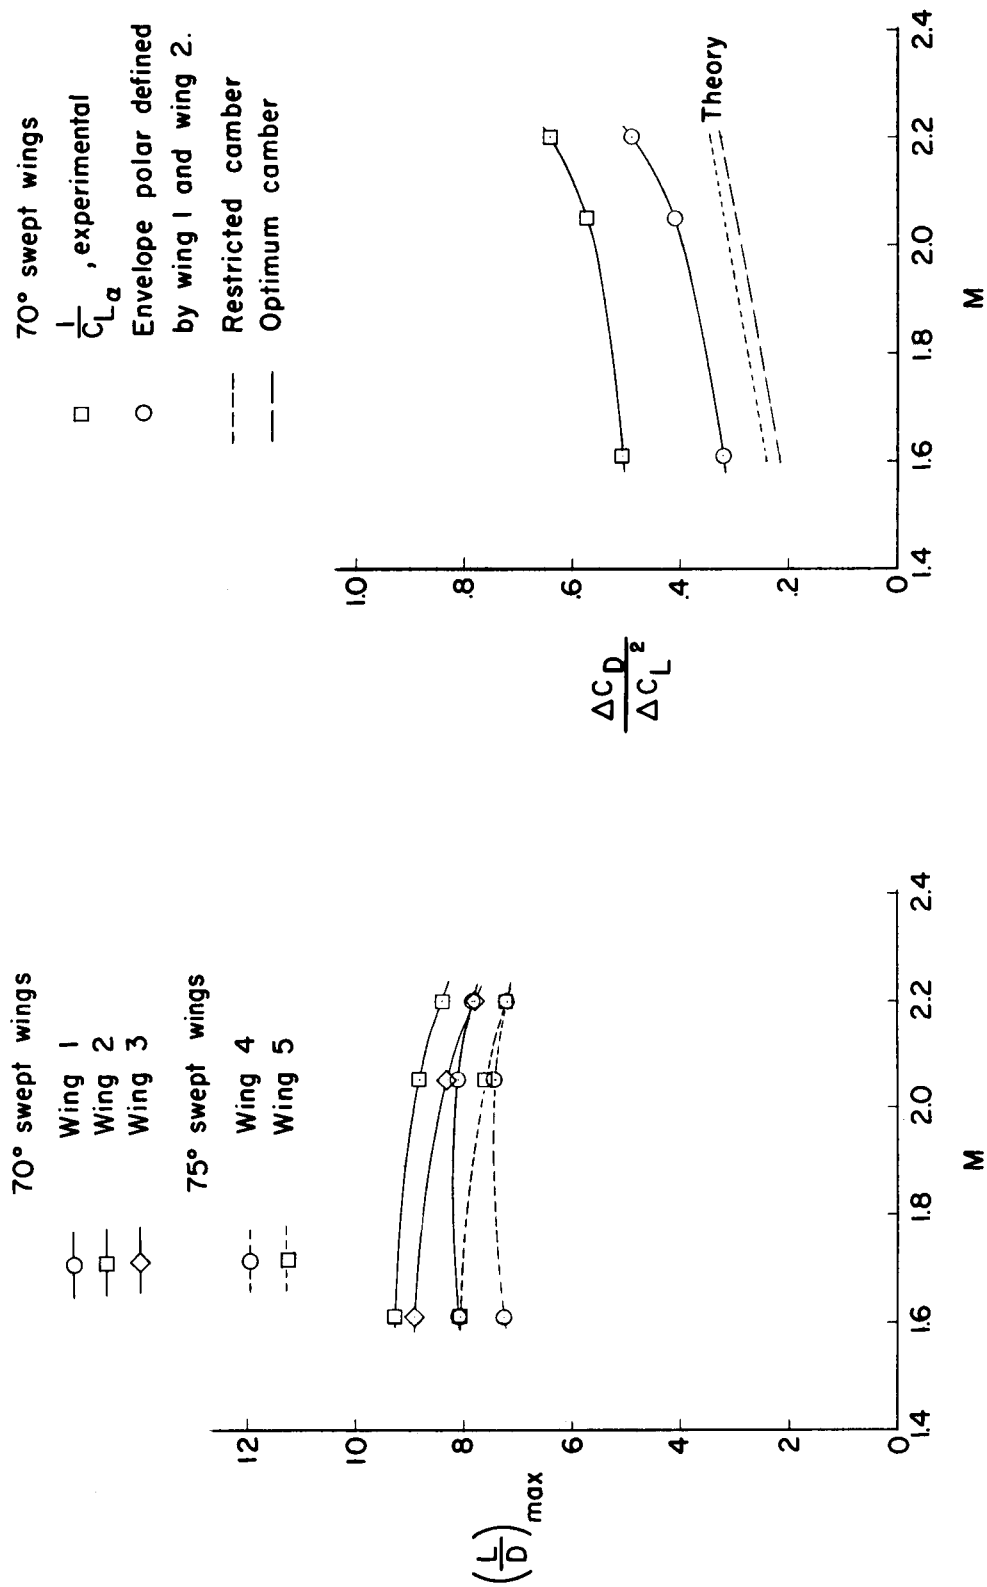 70° swept wings
Wing 1
Wing 2
Wing 3
75° swept wings
Wing 4
Wing 5
(L/D)max
12
10
8
6
4
2
0
1.4 1.6 1.8 2.0 2.2 2.4
M
70° swept wings
1/CLα , experimental
Envelope polar defined
by wing 1 and wing 2.
Restricted camber
Optimum camber
ΔCD/ΔCL²
1.0
.8
.6
.4
.2
0
Theory
1.4 1.6 1.8 2.0 2.2 2.4
M